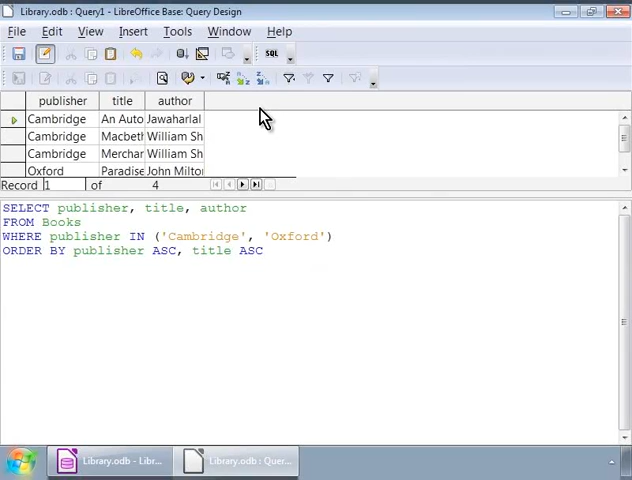 Library.odb : Query1 - LibreOffice Base: Query Design
File Edit View Insert Tools Window Help
SQL
publisher title author
Cambridge An Auto Jawaharlal
Cambridge Macbeth William Sh
Cambridge Merchan William Sh
Oxford Paradise John Milto
Record 1 of 4
SELECT publisher, title, author
FROM Books
WHERE publisher IN ('Cambridge', 'Oxford')
ORDER BY publisher ASC, title ASC
Library.odb - Libr... Library.odb : Quer...